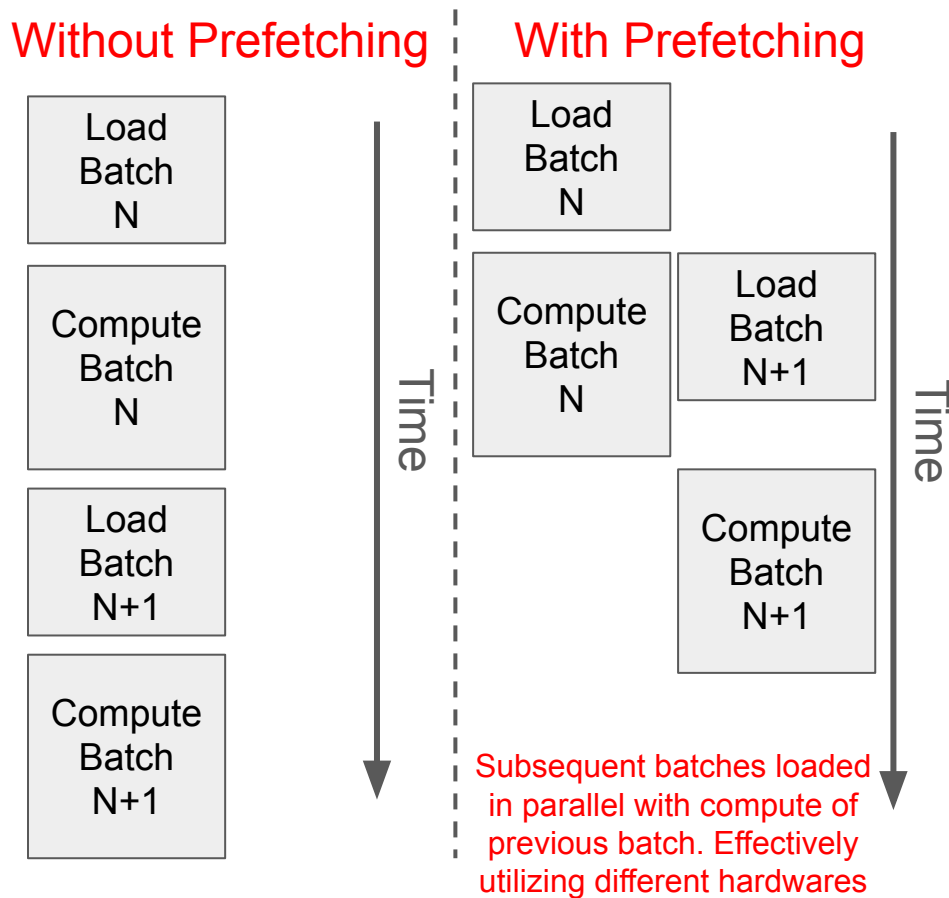 Without Prefetching
Load
Batch
N
Compute
Batch
N
Load
Batch
N+1
Compute
Batch
N+1
Time
With Prefetching
Load
Batch
N
Compute
Batch
N
Load
Batch
N+1
Compute
Batch
N+1
Time
Subsequent batches loaded
in parallel with compute of
previous batch. Effectively
utilizing different hardwares